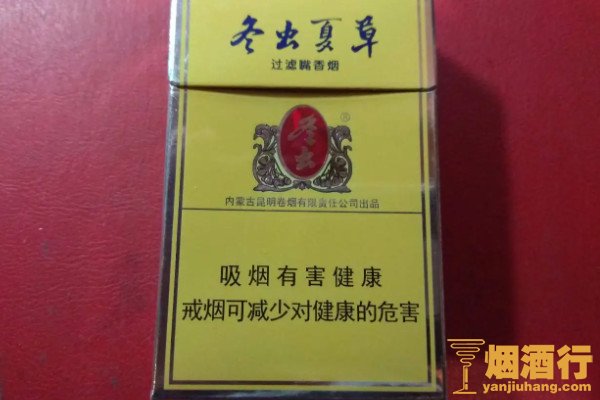 冬虫夏草
过滤嘴香烟
冬虫
®
内蒙古昆明卷烟有限责任公司出品
吸烟有害健康
戒烟可减少对健康的危害
烟酒行
yanjiuhang.com